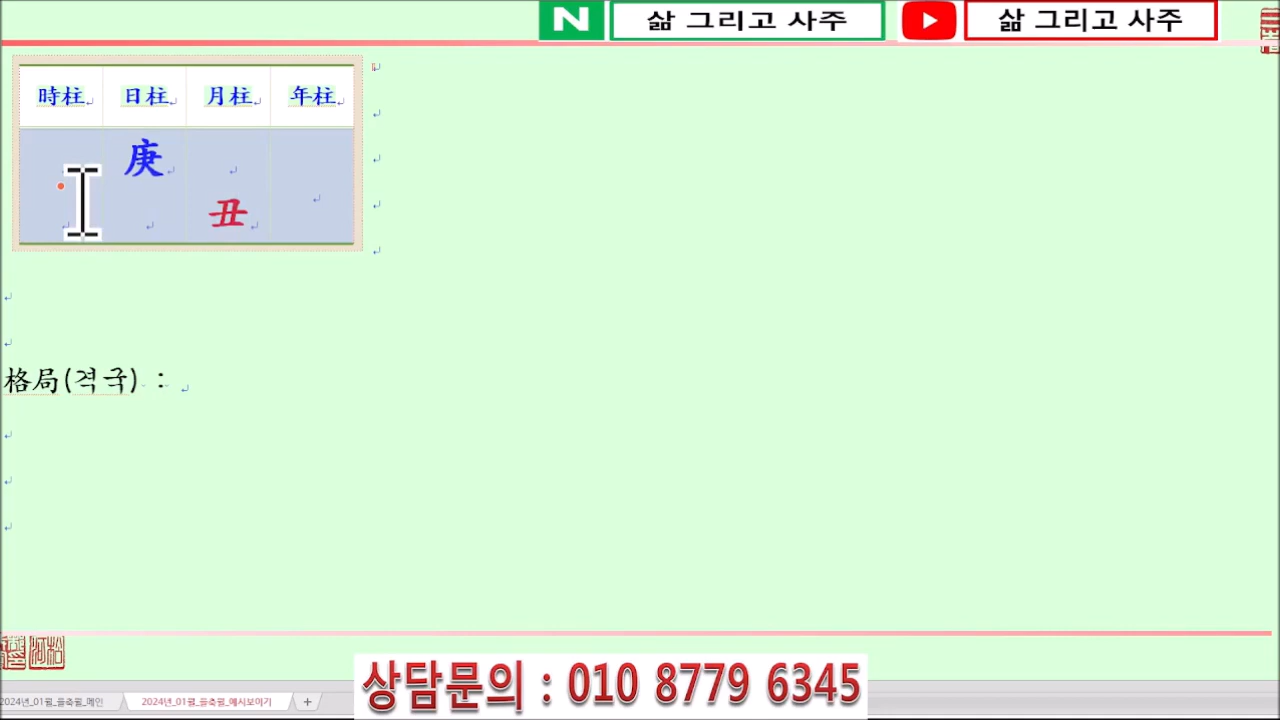 N 삶 그리고 사주 삶 그리고 사주
時柱 日柱 月柱 年柱
庚
丑
格局(격국) :
상담문의 : 010 8779 6345
2024년_01월_을축월_메인 2024년_01월_을축월_예시보이기 +